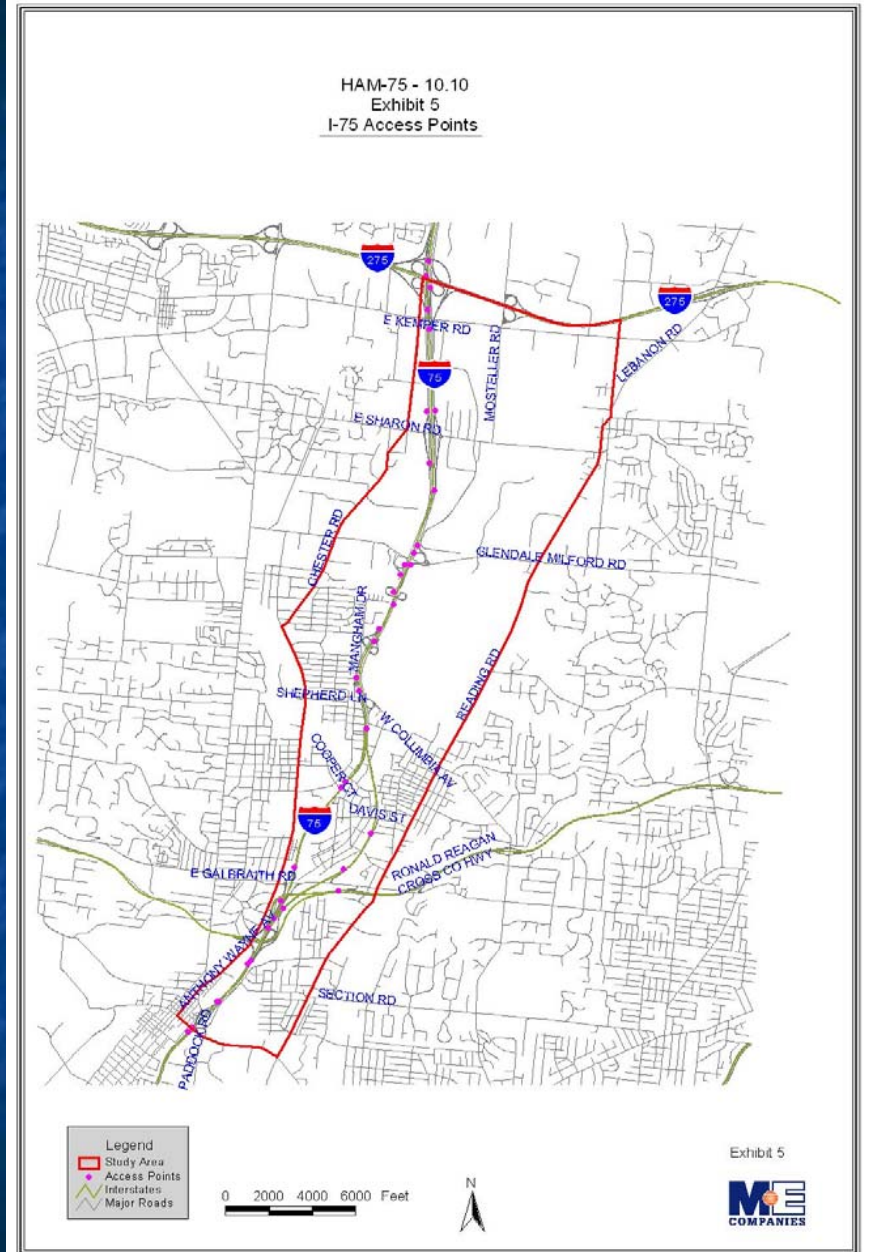 HAM-75 - 10.10
Exhibit 5
I-75 Access Points
275
275
E KEMPER RD
LEBANON RD
MOSTELLER RD
75
E SHARON RD
CHESTER RD
GLENDALE MILFORD RD
MANGHAM DR
READING RD
SHEPHERD LN
W COLUMBIA AV
COOPER CT
DAVIS ST
75
RONALD REAGAN
CROSS CO HWY
E GALBRAITH RD
ANTHONY WAYNE AV
SECTION RD
PADDOCK RD
Legend
Study Area
Access Points
Interstates
Major Roads
0 2000 4000 6000 Feet
N
Exhibit 5
M E
COMPANIES